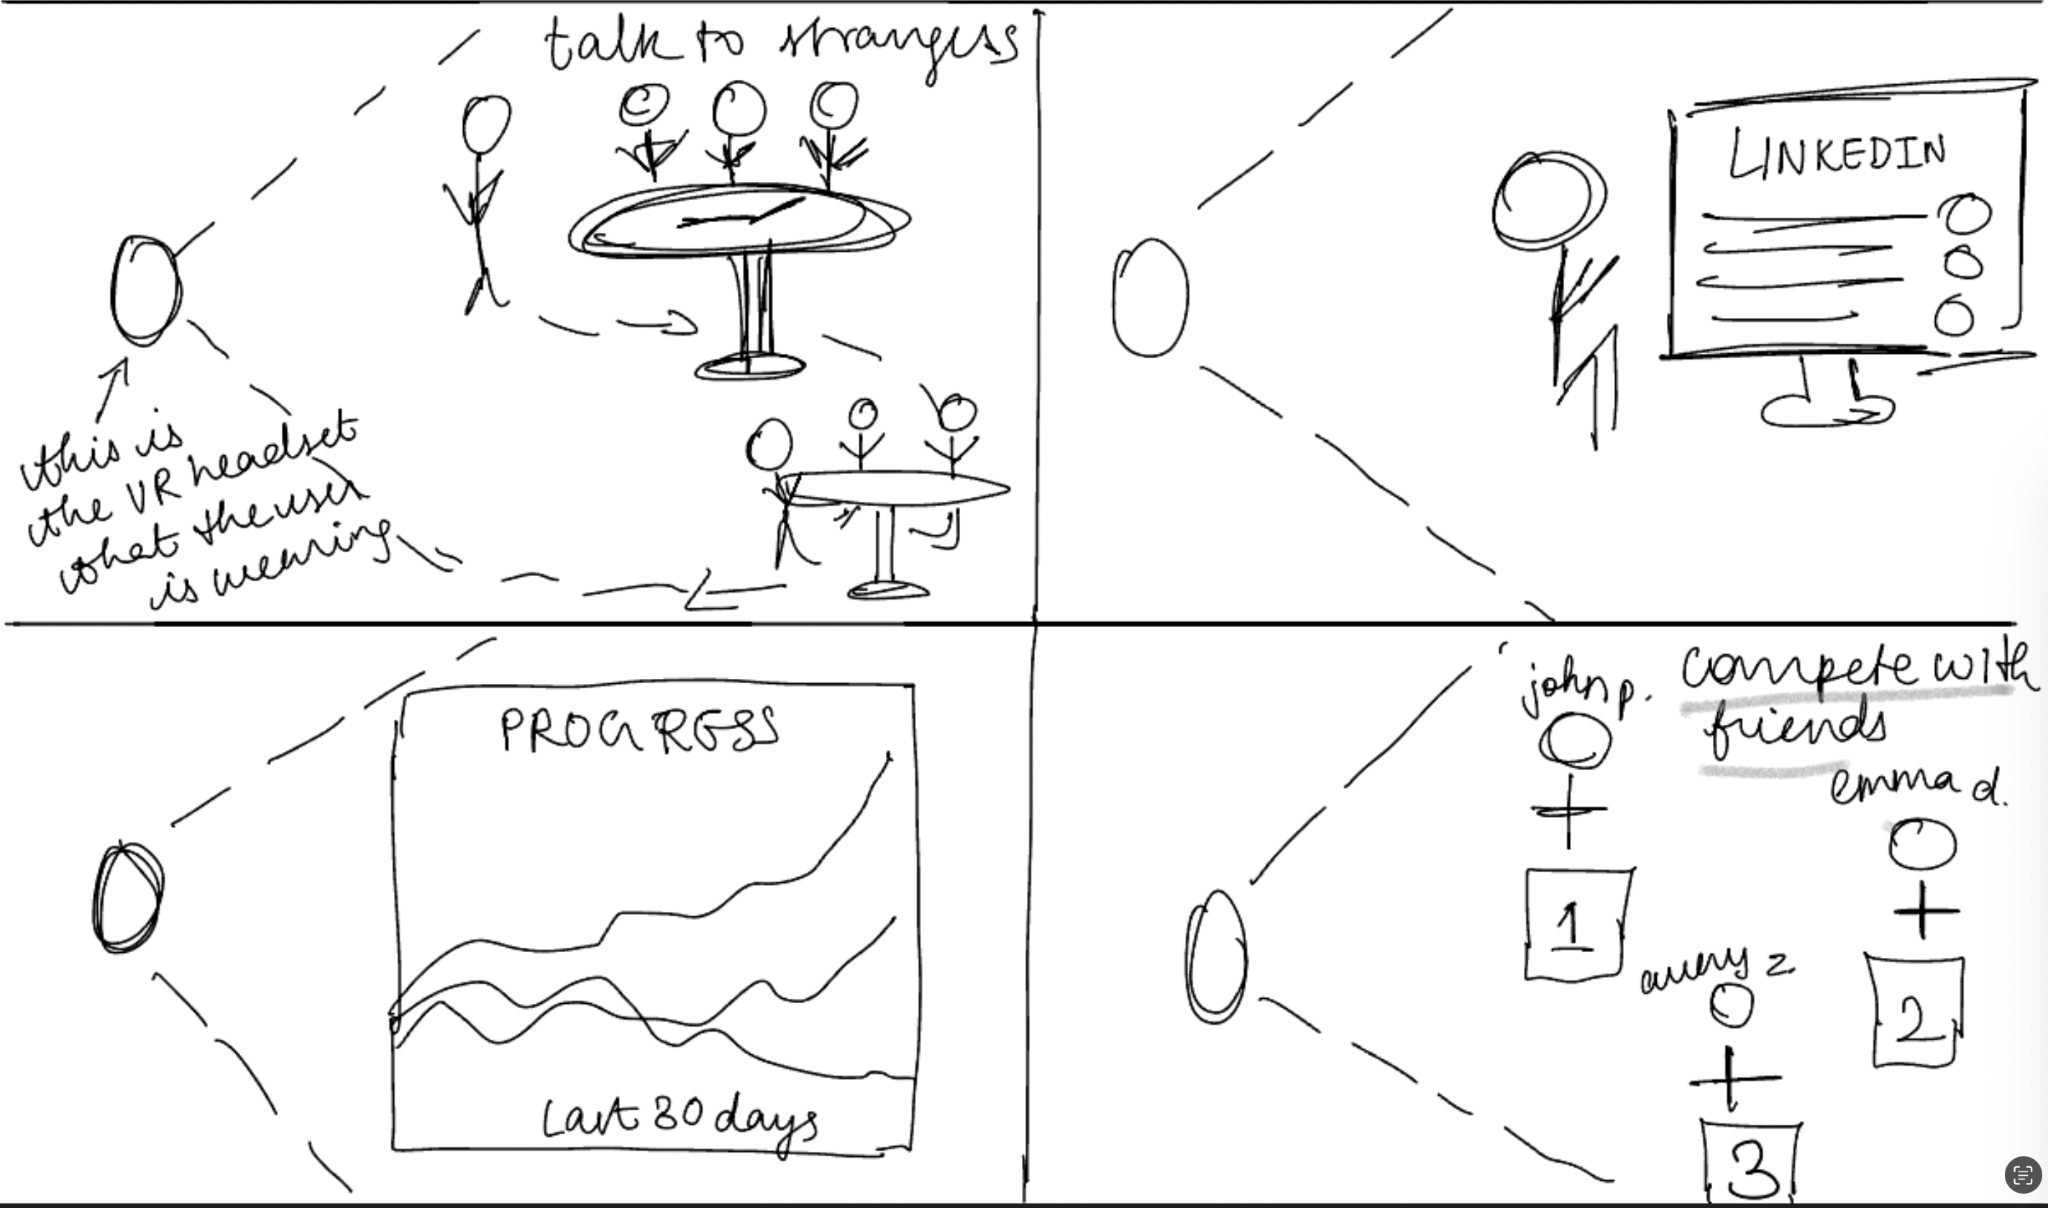 talk to strangers
this is
the VR headset
what the user
is wearing
LINKEDIN
PROGRESS
Last 30 days
compete with
friends
john p.
1
emma d.
2
avery z.
3